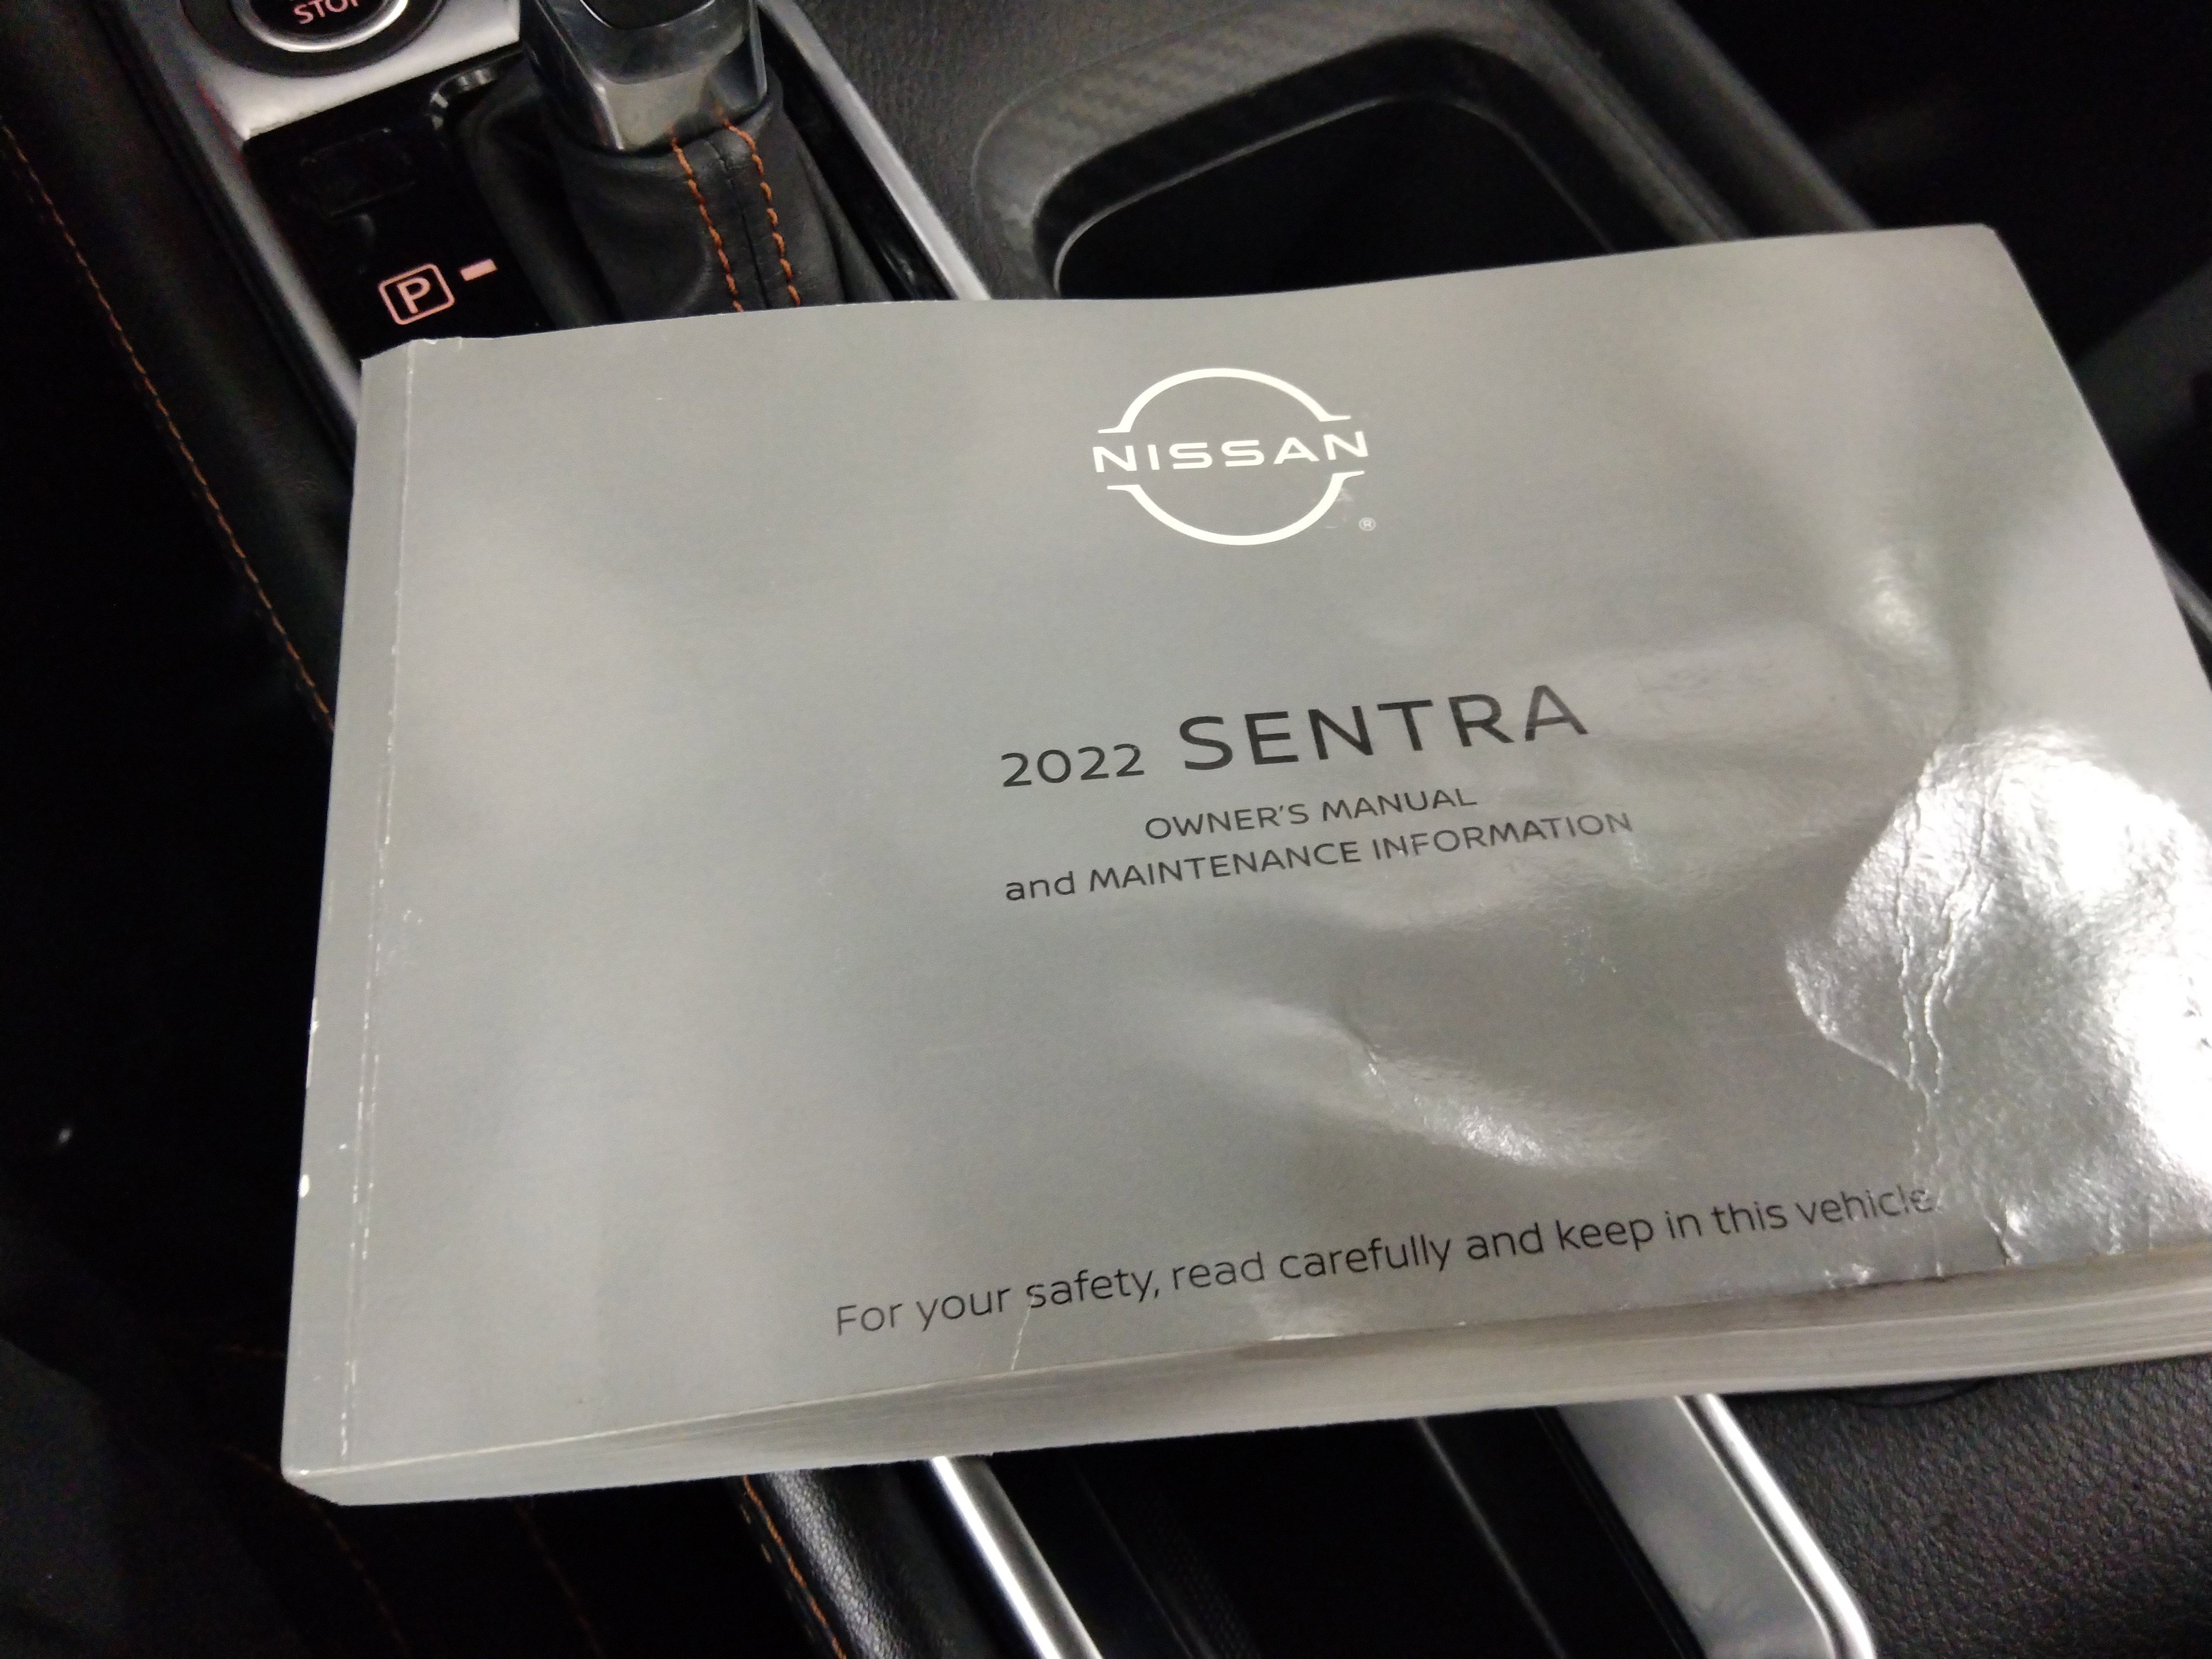 STOP
P
NISSAN
®
2022 SENTRA
OWNER'S MANUAL
and MAINTENANCE INFORMATION
For your safety, read carefully and keep in this vehicle